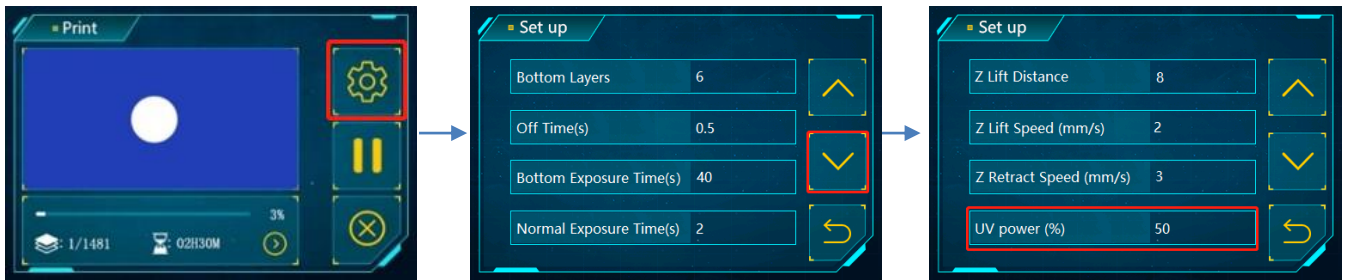 Print
3%
: 1/1481 : 02H30M
Set up
Bottom Layers 6
Off Time(s) 0.5
Bottom Exposure Time(s) 40
Normal Exposure Time(s) 2
Set up
Z Lift Distance 8
Z Lift Speed (mm/s) 2
Z Retract Speed (mm/s) 3
UV power (%) 50